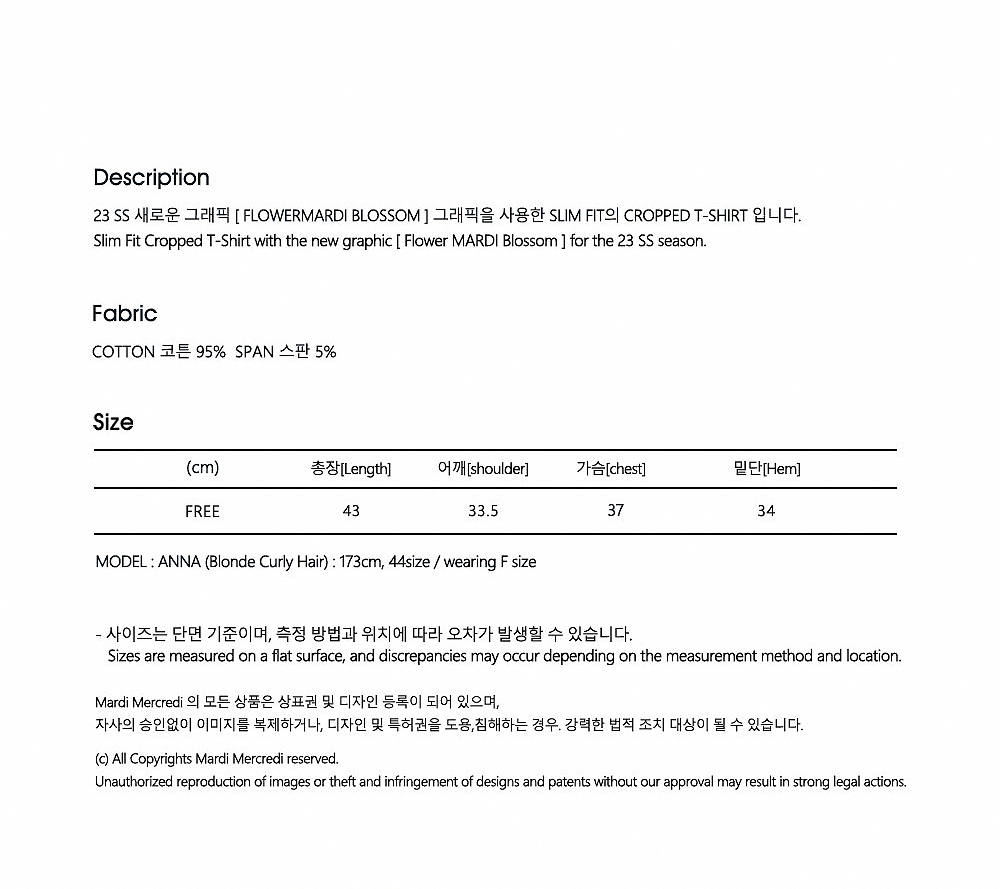 Description
23 SS 새로운 그래픽 [ FLOWERMARDI BLOSSOM ] 그래픽을 사용한 SLIM FIT의 CROPPED T-SHIRT 입니다.
Slim Fit Cropped T-Shirt with the new graphic [ Flower MARDI Blossom ] for the 23 SS season.
Fabric
COTTON 코튼 95%  SPAN 스판 5%
Size
(cm) 총장[Length] 어깨[shoulder] 가슴[chest] 밑단[Hem]
FREE 43 33.5 37 34
MODEL : ANNA (Blonde Curly Hair) : 173cm, 44size / wearing F size
- 사이즈는 단면 기준이며, 측정 방법과 위치에 따라 오차가 발생할 수 있습니다.
Sizes are measured on a flat surface, and discrepancies may occur depending on the measurement method and location.
Mardi Mercredi 의 모든 상품은 상표권 및 디자인 등록이 되어 있으며,
자사의 승인없이 이미지를 복제하거나, 디자인 및 특허권을 도용,침해하는 경우. 강력한 법적 조치 대상이 될 수 있습니다.
(c) All Copyrights Mardi Mercredi reserved.
Unauthorized reproduction of images or theft and infringement of designs and patents without our approval may result in strong legal actions.